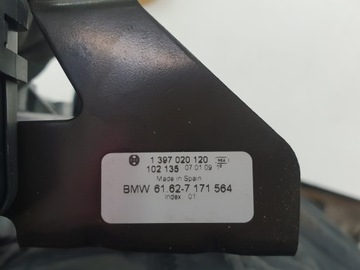 1 397 020 120
102 135 07 01 09
Made in Spain
BMW 61.62-7 171 564
Index 01